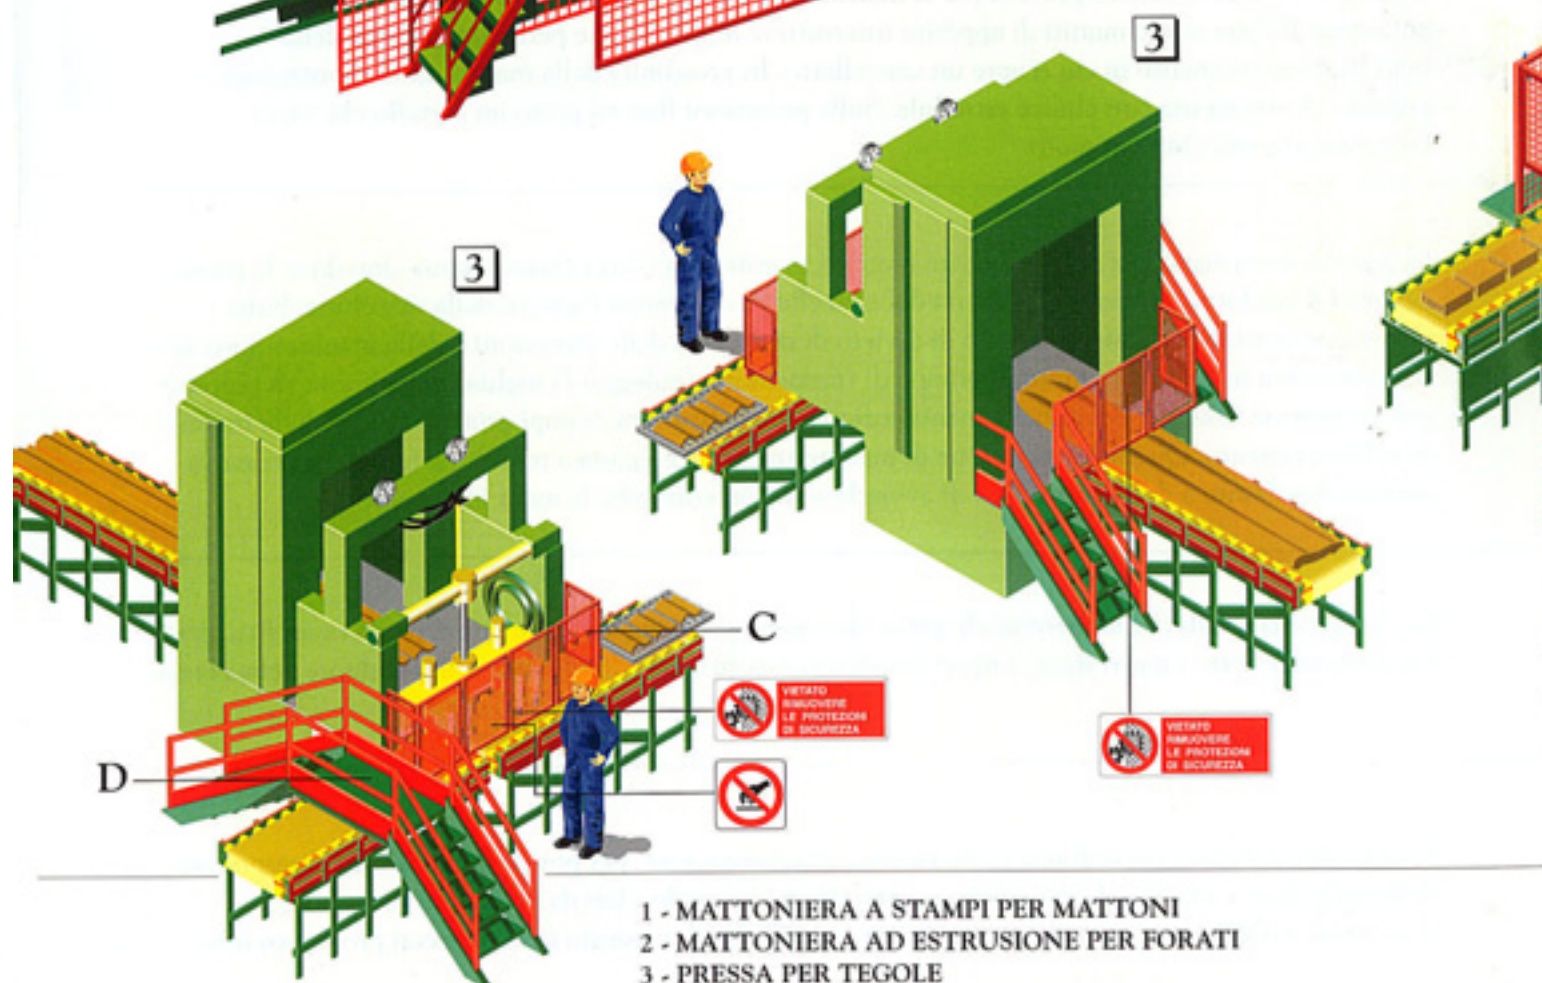 3
3
C
VIETATO
RIMUOVERE
LE PROTEZIONI
DI SICUREZZA
VIETATO
RIMUOVERE
LE PROTEZIONI
DI SICUREZZA
D
1 - MATTONIERA A STAMPI PER MATTONI
2 - MATTONIERA AD ESTRUSIONE PER FORATI
3 - PRESSA PER TEGOLE